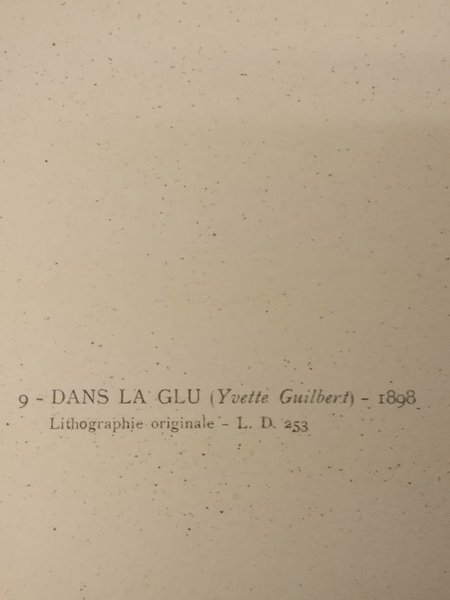 9 - DANS LA GLU (Yvette Guilbert) - 1898
Lithographie originale - L. D. 253